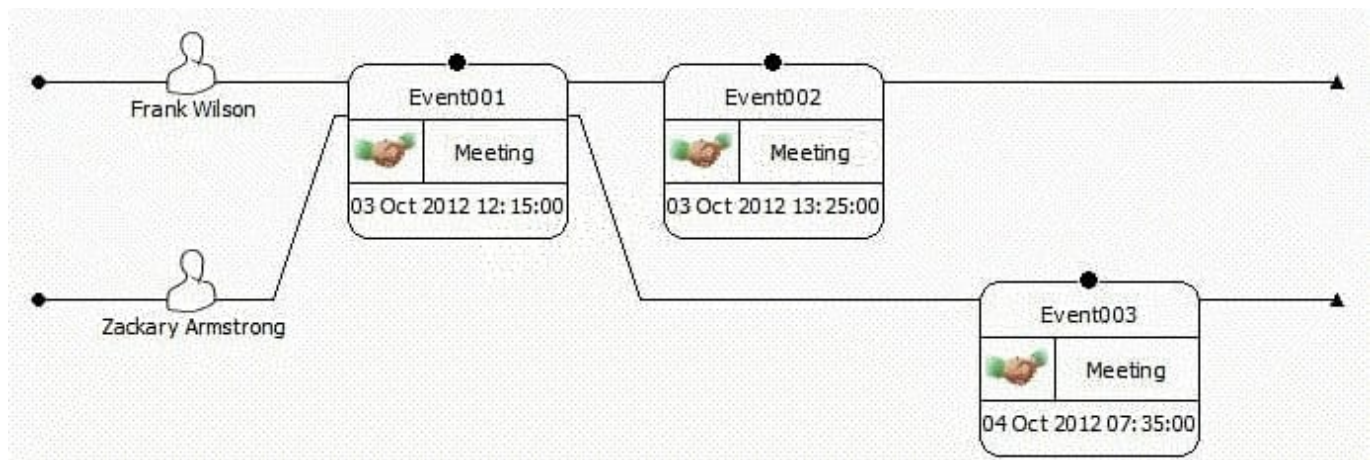 Frank Wilson
Event001
Meeting
03 Oct 2012 12:15:00
Event002
Meeting
03 Oct 2012 13:25:00
Zackary Armstrong
Event003
Meeting
04 Oct 2012 07:35:00